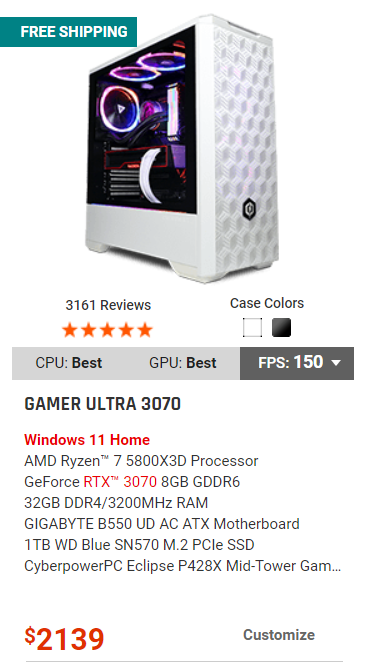 FREE SHIPPING
3161 Reviews
Case Colors
CPU: Best
GPU: Best
FPS: 150
GAMER ULTRA 3070
Windows 11 Home
AMD Ryzen™ 7 5800X3D Processor
GeForce RTX™ 3070 8GB GDDR6
32GB DDR4/3200MHz RAM
GIGABYTE B550 UD AC ATX Motherboard
1TB WD Blue SN570 M.2 PCIe SSD
CyberpowerPC Eclipse P428X Mid-Tower Gam...
$2139
Customize